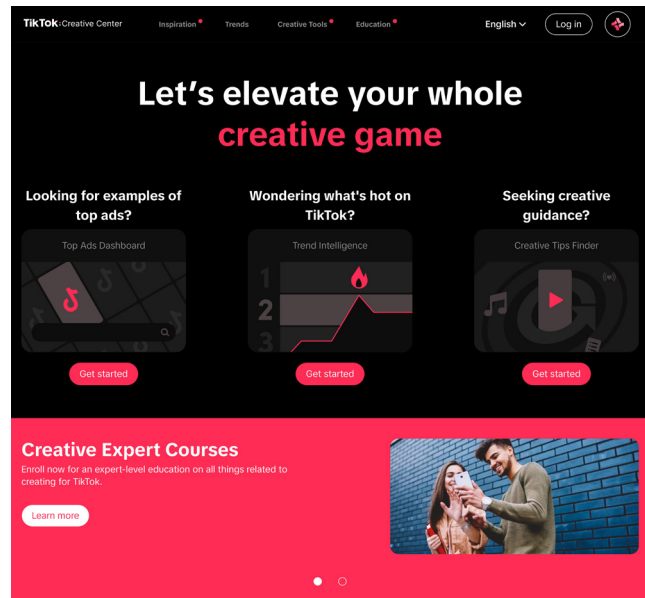 TikTok: Creative Center
Inspiration
Trends
Creative Tools
Education
English
Log in
Let's elevate your whole
creative game
Looking for examples of
top ads?
Top Ads Dashboard
Get started
Wondering what's hot on
TikTok?
Trend Intelligence
1
2
3
Get started
Seeking creative
guidance?
Creative Tips Finder
Get started
Creative Expert Courses
Enroll now for an expert-level education on all things related to
creating for TikTok.
Learn more